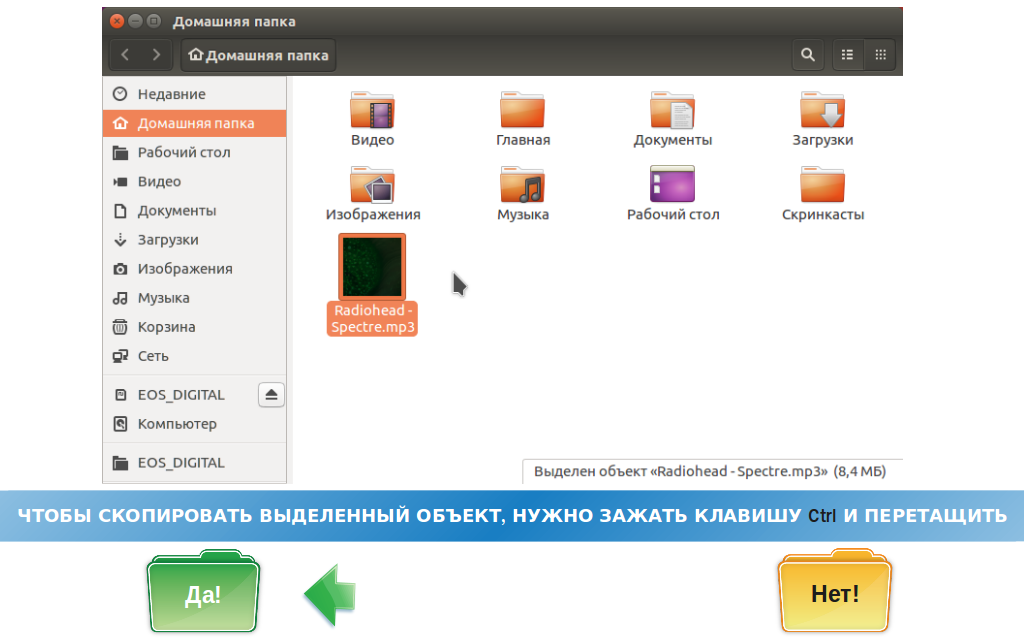 Домашняя папка
Домашняя папка
Недавние
Домашняя папка
Рабочий стол
Видео
Документы
Загрузки
Изображения
Музыка
Корзина
Сеть
EOS_DIGITAL
Компьютер
EOS_DIGITAL
Видео
Главная
Документы
Загрузки
Изображения
Музыка
Рабочий стол
Скринкасты
Radiohead -
Spectre.mp3
Выделен объект «Radiohead - Spectre.mp3» (8,4 МБ)
ЧТОБЫ СКОПИРОВАТЬ ВЫДЕЛЕННЫЙ ОБЪЕКТ, НУЖНО ЗАЖАТЬ КЛАВИШУ Ctrl И ПЕРЕТАЩИТЬ
Да!
Нет!